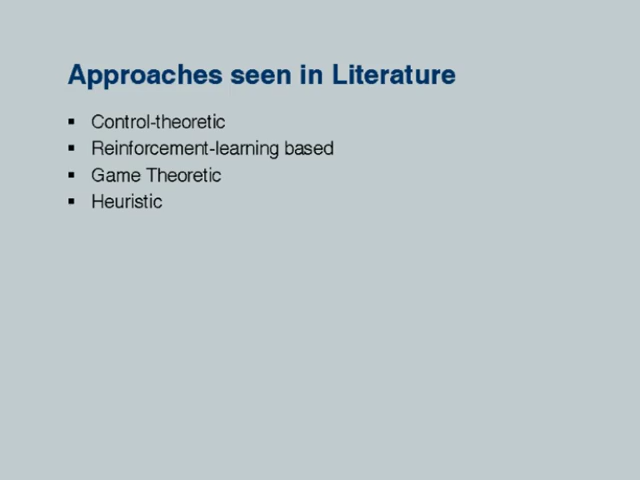 Approaches seen in Literature
▪ Control-theoretic
▪ Reinforcement-learning based
▪ Game Theoretic
▪ Heuristic